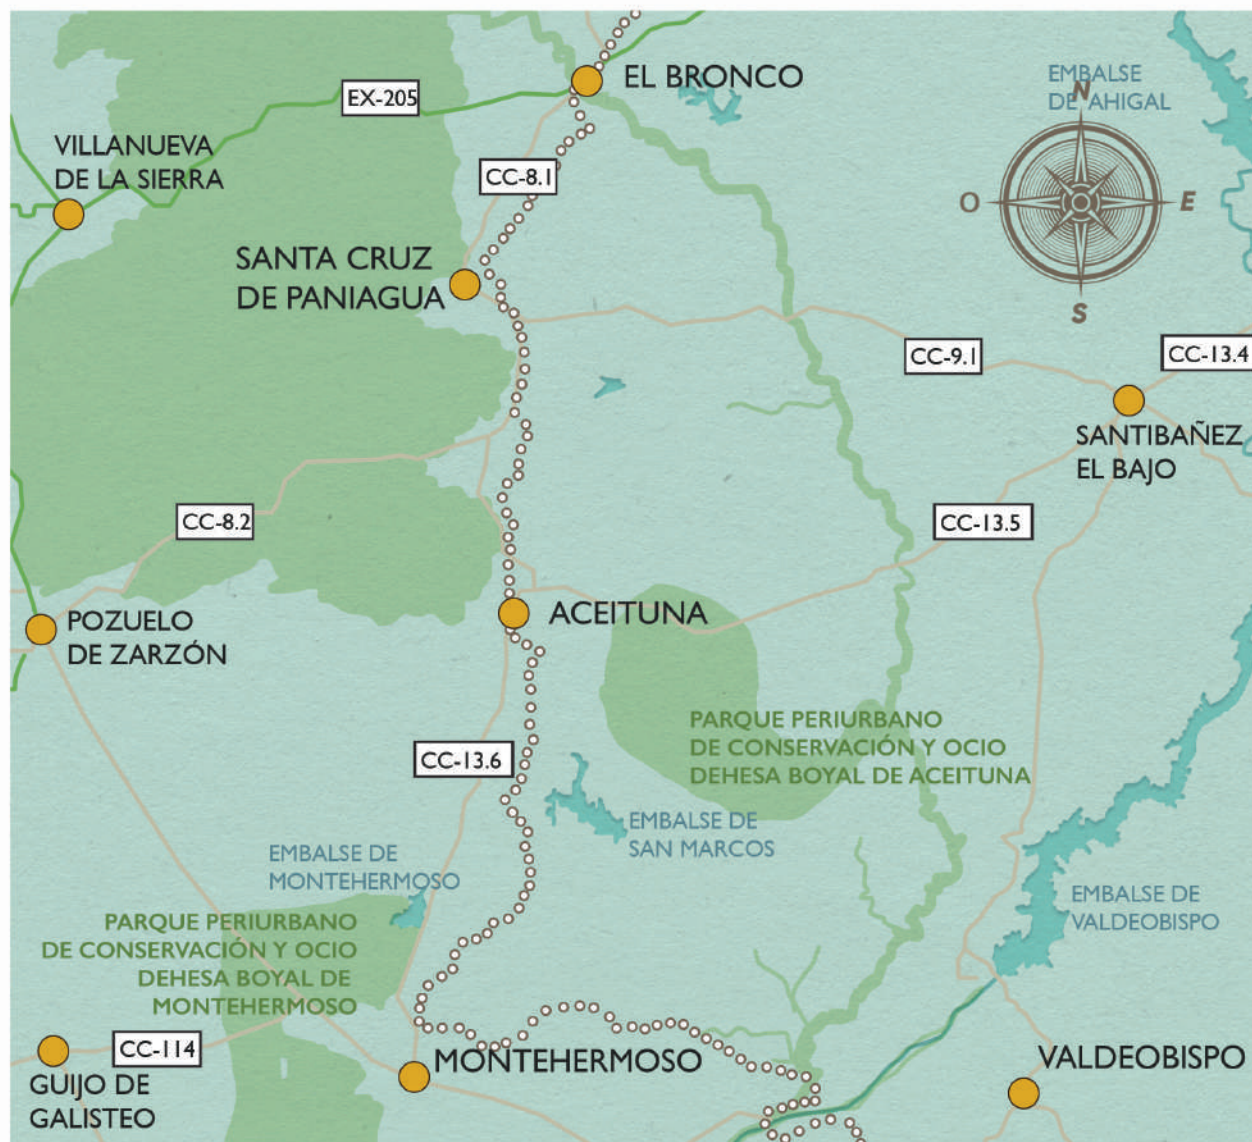 EL BRONCO
EMBALSE
DE AHIGAL
N
EX-205
VILLANUEVA
DE LA SIERRA
CC-8.1
O
E
SANTA CRUZ
DE PANIAGUA
S
CC-9.1
CC-13.4
SANTIBAÑEZ
EL BAJO
CC-8.2
CC-13.5
ACEITUNA
POZUELO
DE ZARZÓN
PARQUE PERIURBANO
DE CONSERVACIÓN Y OCIO
DEHESA BOYAL DE ACEITUNA
CC-13.6
EMBALSE DE
SAN MARCOS
EMBALSE DE
MONTEHERMOSO
EMBALSE DE
VALDEOBISPO
PARQUE PERIURBANO
DE CONSERVACIÓN Y OCIO
DEHESA BOYAL DE
MONTEHERMOSO
CC-114
MONTEHERMOSO
VALDEOBISPO
GUIJO DE
GALISTEO